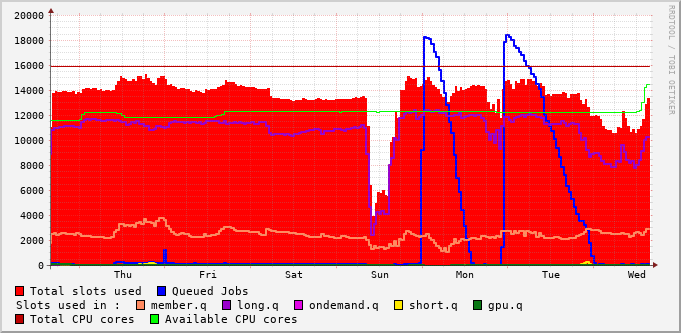 RRDTOOL / TOBI OETIKER
20000
18000
16000
14000
12000
10000
8000
6000
4000
2000
0
Thu Fri Sat Sun Mon Tue Wed
Total slots used Queued Jobs
Slots used in : member.q long.q ondemand.q short.q gpu.q
Total CPU cores Available CPU cores